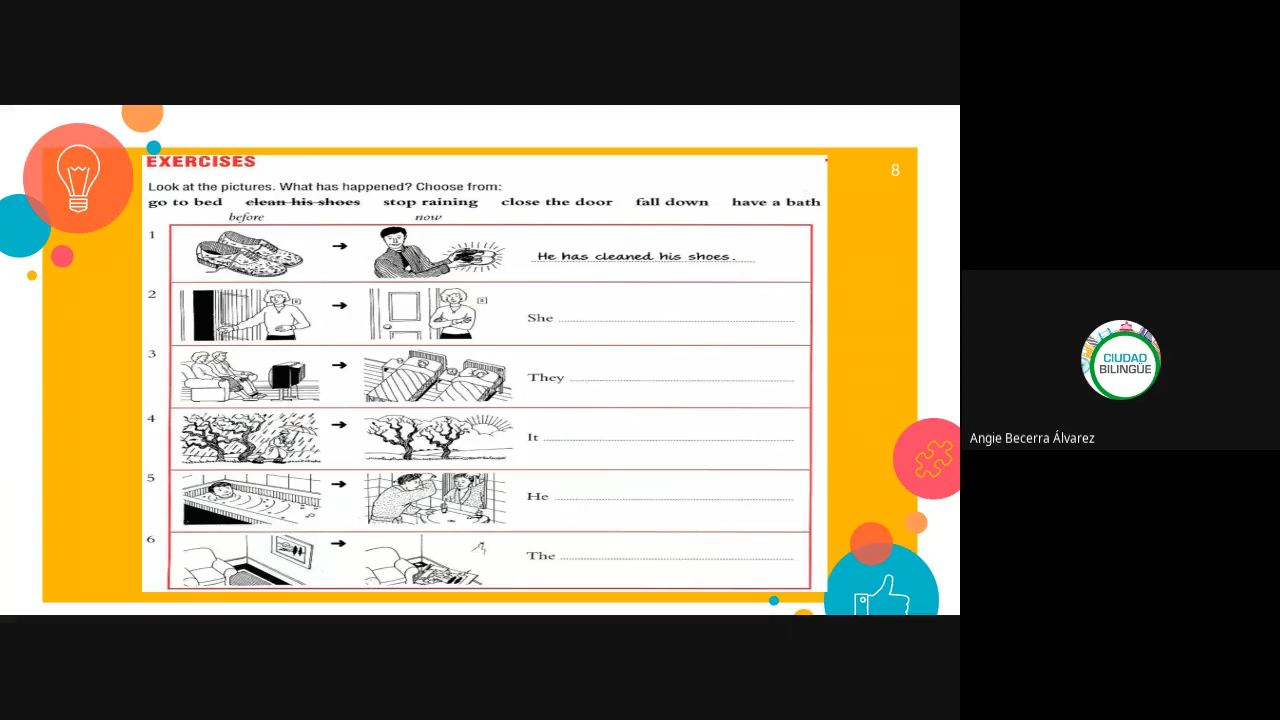 8
EXERCISES
Look at the pictures. What has happened? Choose from:
go to bed clean his shoes stop raining close the door fall down have a bath
before now
1 He has cleaned his shoes.
2 She
3 They
4 It
5 He
6 The
CIUDAD
BILINGÜE
Angie Becerra Álvarez